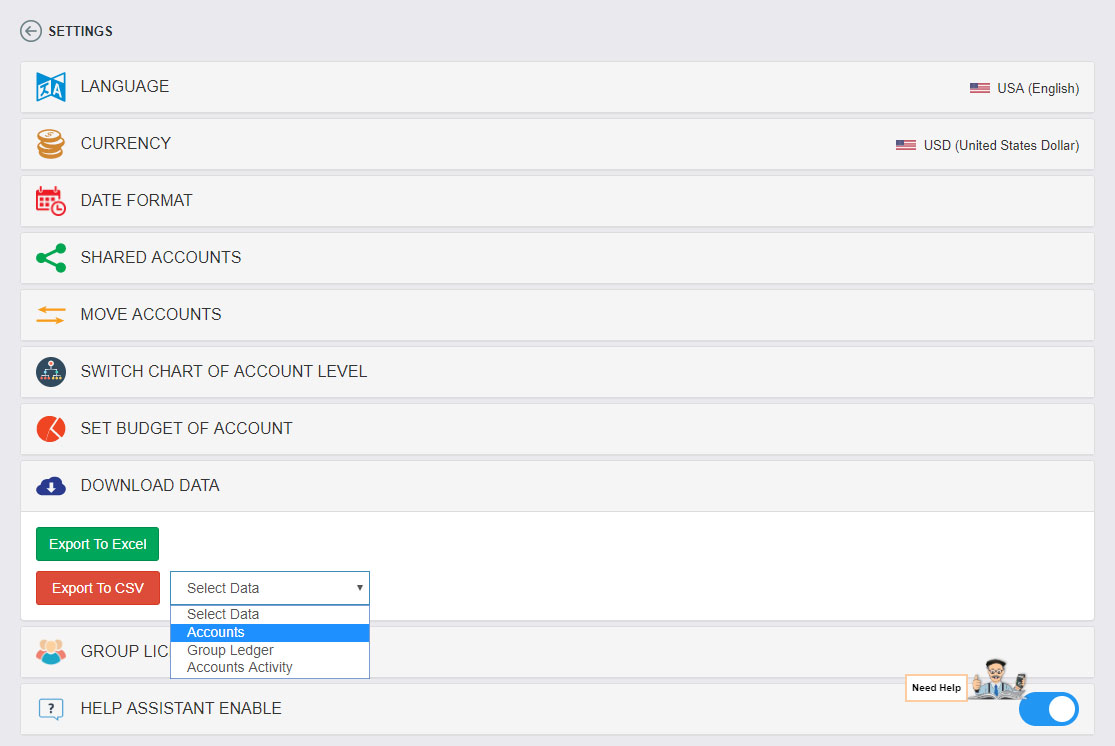 SETTINGS
LANGUAGE
USA (English)
CURRENCY
USD (United States Dollar)
DATE FORMAT
SHARED ACCOUNTS
MOVE ACCOUNTS
SWITCH CHART OF ACCOUNT LEVEL
SET BUDGET OF ACCOUNT
DOWNLOAD DATA
Export To Excel
Export To CSV
Select Data
Select Data
Accounts
Group Ledger
Accounts Activity
GROUP LIC
Need Help
HELP ASSISTANT ENABLE